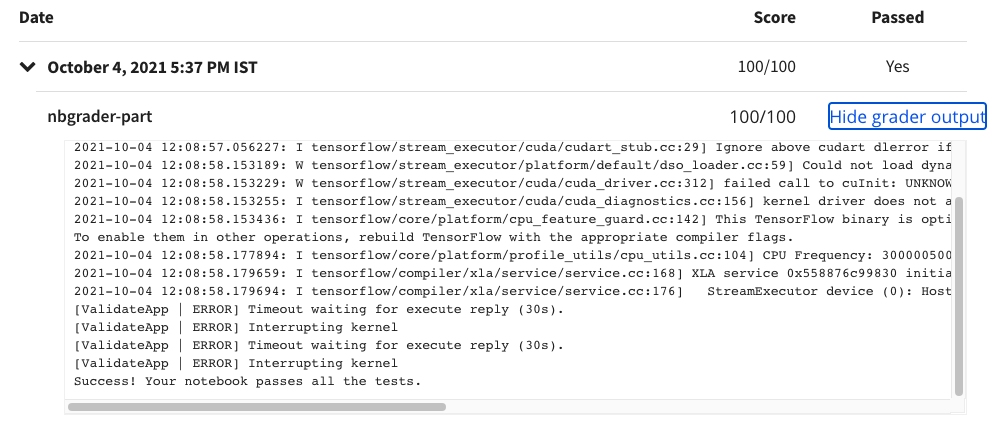 Date Score Passed
October 4, 2021 5:37 PM IST 100/100 Yes
nbgrader-part 100/100 Hide grader output
2021-10-04 12:08:57.056227: I tensorflow/stream_executor/cuda/cudart_stub.cc:29] Ignore above cudart dlerror if
2021-10-04 12:08:58.153189: W tensorflow/stream_executor/platform/default/dso_loader.cc:59] Could not load dyna
2021-10-04 12:08:58.153229: W tensorflow/stream_executor/cuda/cuda_driver.cc:312] failed call to cuInit: UNKNOW
2021-10-04 12:08:58.153255: I tensorflow/stream_executor/cuda/cuda_diagnostics.cc:156] kernel driver does not a
2021-10-04 12:08:58.153436: I tensorflow/core/platform/cpu_feature_guard.cc:142] This TensorFlow binary is opti
To enable them in other operations, rebuild TensorFlow with the appropriate compiler flags.
2021-10-04 12:08:58.177894: I tensorflow/core/platform/profile_utils/cpu_utils.cc:104] CPU Frequency: 300000500
2021-10-04 12:08:58.179659: I tensorflow/compiler/xla/service/service.cc:168] XLA service 0x558876c99830 initia
2021-10-04 12:08:58.179694: I tensorflow/compiler/xla/service/service.cc:176]   StreamExecutor device (0): Host
[ValidateApp | ERROR] Timeout waiting for execute reply (30s).
[ValidateApp | ERROR] Interrupting kernel
[ValidateApp | ERROR] Timeout waiting for execute reply (30s).
[ValidateApp | ERROR] Interrupting kernel
Success! Your notebook passes all the tests.